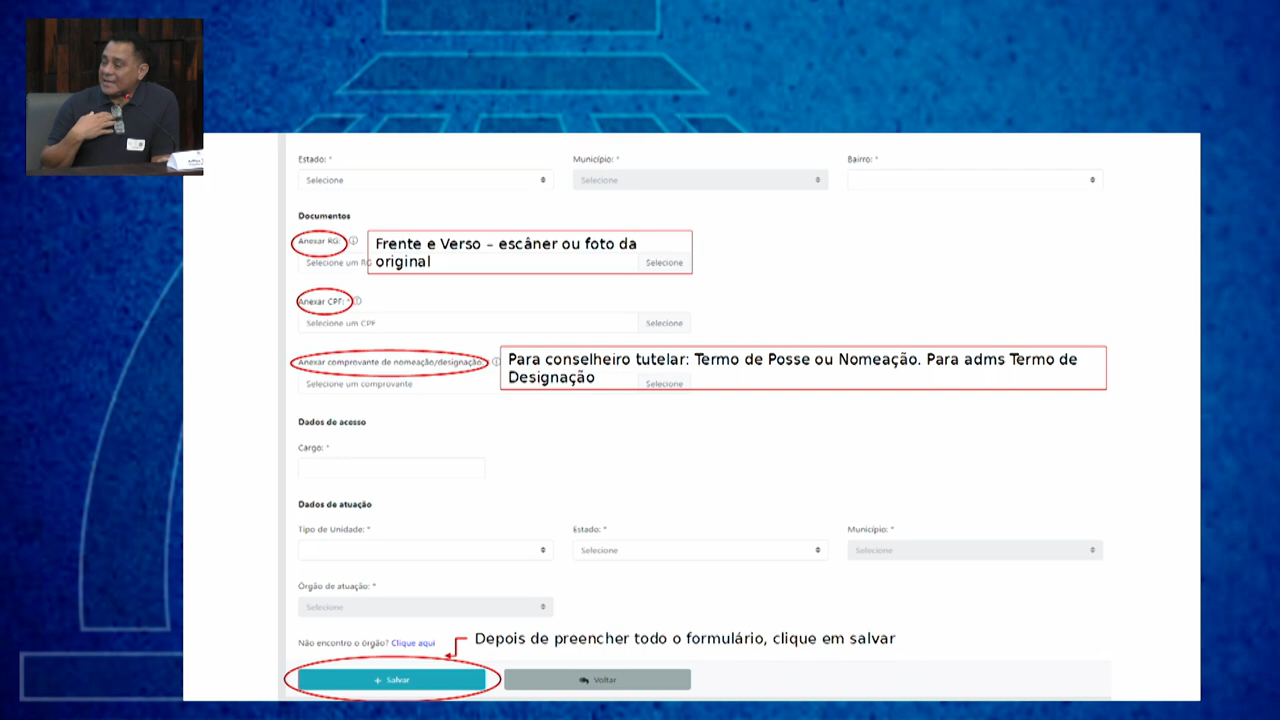 Estado: *
Município: *
Bairro: *
Selecione
Selecione
Documentos
Anexar RG:
Frente e Verso – escâner ou foto da
original
Selecione um RG
Selecione
Anexar CPF: *
Selecione um CPF
Selecione
Anexar comprovante de nomeação/designação:
Para conselheiro tutelar: Termo de Posse ou Nomeação. Para adms Termo de
Designação
Selecione um comprovante
Selecione
Dados de acesso
Cargo: *
Dados de atuação
Tipo de Unidade: *
Estado: *
Município: *
Selecione
Selecione
Órgão de atuação: *
Selecione
Não encontro o órgão? Clique aqui
Depois de preencher todo o formulário, clique em salvar
+ Salvar
Voltar